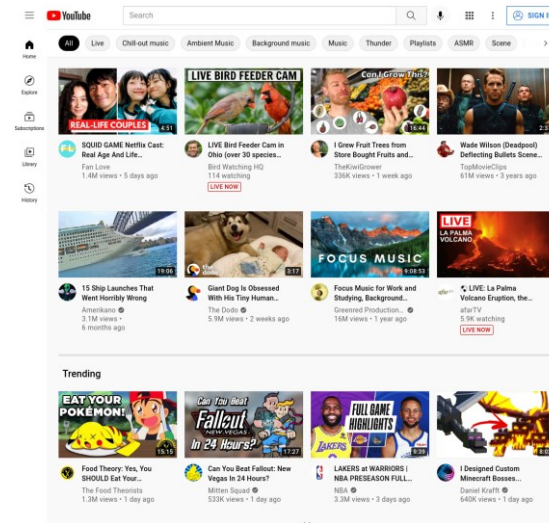 YouTube
Search
SIGN I
All Live Chill-out music Ambient Music Background music Music Thunder Playlists ASMR Scene
Home
Explore
Subscriptions
Library
History
REAL-LIFE COUPLES
4:51
SQUID GAME Netflix Cast:
Real Age And Life...
Fan Love
1.4M views • 5 days ago
LIVE BIRD FEEDER CAM
LIVE Bird Feeder Cam in
Ohio (over 30 species...
Bird Watching HQ
114 watching
LIVE NOW
Can I Grow This?
16:44
I Grew Fruit Trees from
Store Bought Fruits and...
TheKiwiGrower
336K views • 1 week ago
2:3
Wade Wilson (Deadpool)
Deflecting Bullets Scene...
TopMovieClips
61M views • 3 years ago
19:06
15 Ship Launches That
Went Horribly Wrong
Amerikano
3.1M views •
6 months ago
the dodo
3:17
Giant Dog Is Obsessed
With His Tiny Human...
The Dodo
5.9M views • 2 weeks ago
FOCUS MUSIC
9:08:53
Focus Music for Work and
Studying, Background...
Greenred Production...
16M views • 1 year ago
LIVE
LA PALMA
VOLCANO
LIVE: La Palma
Volcano Eruption, the...
afarTV
5.9K watching
LIVE NOW
Trending
EAT YOUR
POKÉMON!
15:15
Food Theory: Yes, You
SHOULD Eat Your...
The Food Theorists
1.3M views • 1 day ago
Can You Beat
Fallout
NEW VEGAS
In 24 Hours?
17:27
Can You Beat Fallout: New
Vegas In 24 Hours?
Mitten Squad
533K views • 1 day ago
FULL GAME
HIGHLIGHTS
LAKERS
9:39
LAKERS at WARRIORS |
NBA PRESEASON FULL...
NBA
3.3M views • 3 days ago
8:02
I Designed Custom
Minecraft Bosses...
Daniel Krafft
640K views • 1 day ago